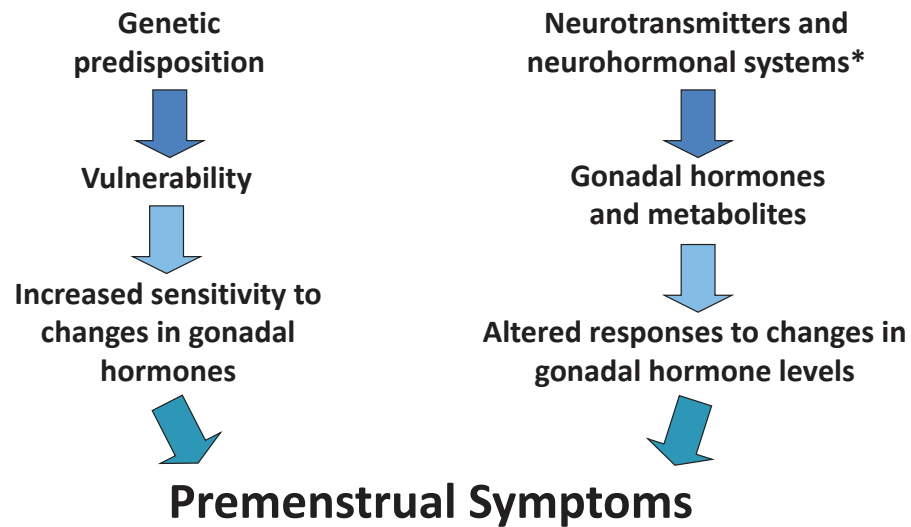 Genetic
predisposition
Vulnerability
Increased sensitivity to
changes in gonadal
hormones
Neurotransmitters and
neurohormonal systems*
Gonadal hormones
and metabolites
Altered responses to changes in
gonadal hormone levels
Premenstrual Symptoms